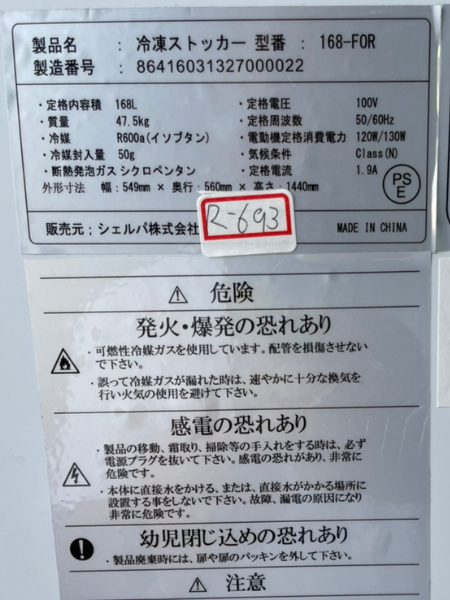 製品名 : 冷凍ストッカー 型番 : 168-FOR
製造番号 : 86416031327000022
・定格内容積 168L ・定格電圧 100V
・質量 47.5kg ・定格周波数 50/60Hz
・冷媒 R600a(イソブタン) ・電動機定格消費電力 120W/130W
・冷媒封入量 50g ・気候条件 Class(N)
・断熱発泡ガス シクロペンタン ・定格電流 1.9A
外形寸法 幅:549mm × 奥行:560mm × 高さ:1440mm
PS
E
販売元;シェルパ株式会社 MADE IN CHINA
R-693
⚠ 危険
発火・爆発の恐れあり
・可燃性冷媒ガスを使用しています。配管を損傷させない
で下さい。
・誤って冷媒ガスが漏れた時は、速やかに十分な換気を
行い火気の使用を避けて下さい。
感電の恐れあり
・製品の移動、霜取り、掃除等の手入れをする時は、必ず
電源プラグを抜いて下さい。感電の恐れがあり、非常に
危険です。
・本体に直接水をかける、または、直接水がかかる場所に
設置する事をしないで下さい。故障、漏電の原因になり
非常に危険です。
幼児閉じ込めの恐れあり
・製品廃棄時には、扉や扉のパッキンを外して下さい。
⚠ 注意